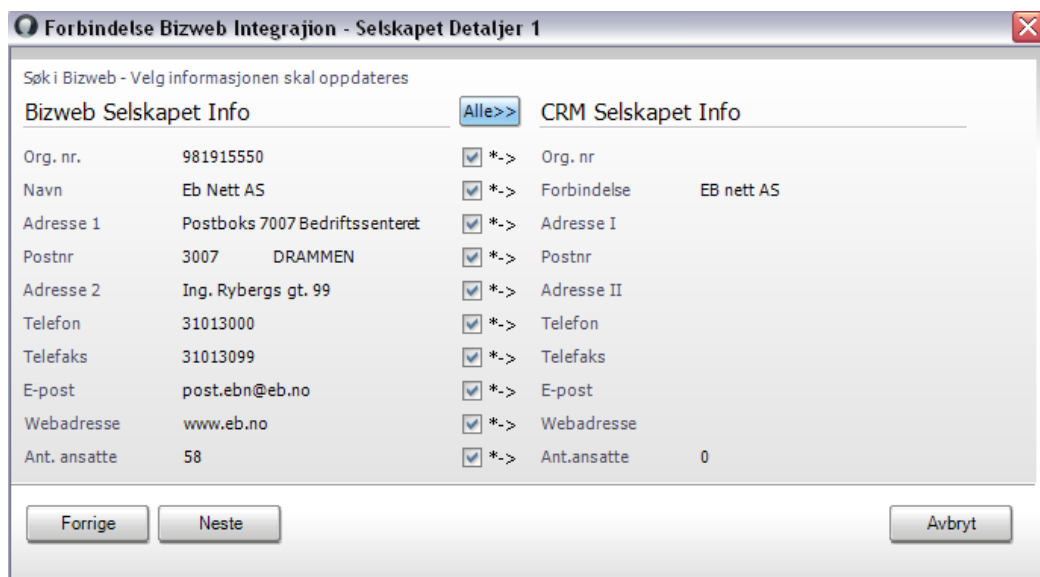 Forbindelse Bizweb Integrajion - Selskapet Detaljer 1
Søk i Bizweb - Velg informasjonen skal oppdateres
Bizweb Selskapet Info Alle>> CRM Selskapet Info
Org. nr. 981915550 *-> Org. nr
Navn Eb Nett AS *-> Forbindelse EB nett AS
Adresse 1 Postboks 7007 Bedriftssenteret *-> Adresse I
Postnr 3007 DRAMMEN *-> Postnr
Adresse 2 Ing. Rybergs gt. 99 *-> Adresse II
Telefon 31013000 *-> Telefon
Telefaks 31013099 *-> Telefaks
E-post post.ebn@eb.no *-> E-post
Webadresse www.eb.no *-> Webadresse
Ant. ansatte 58 *-> Ant.ansatte 0
Forrige Neste Avbryt